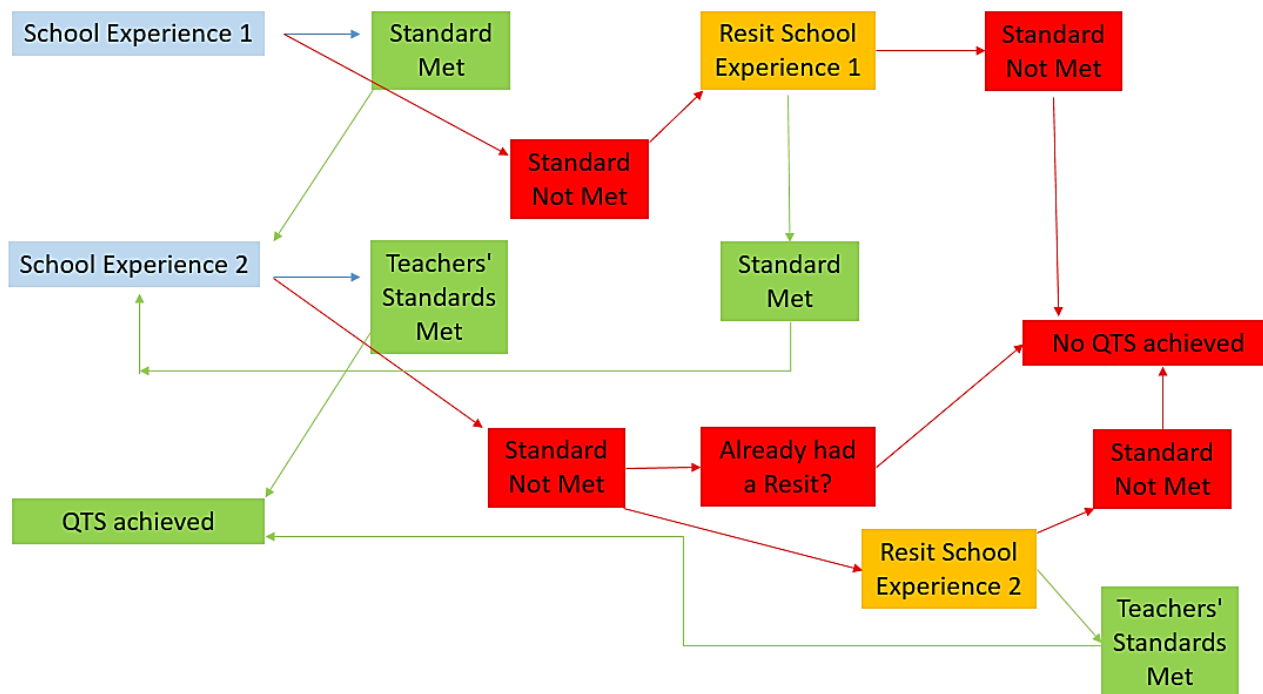 School Experience 1
Standard
Met
Resit School
Experience 1
Standard
Not Met
Standard
Not Met
School Experience 2
Teachers'
Standards
Met
Standard
Met
No QTS achieved
Standard
Not Met
Already had
a Resit?
Standard
Not Met
QTS achieved
Resit School
Experience 2
Teachers'
Standards
Met